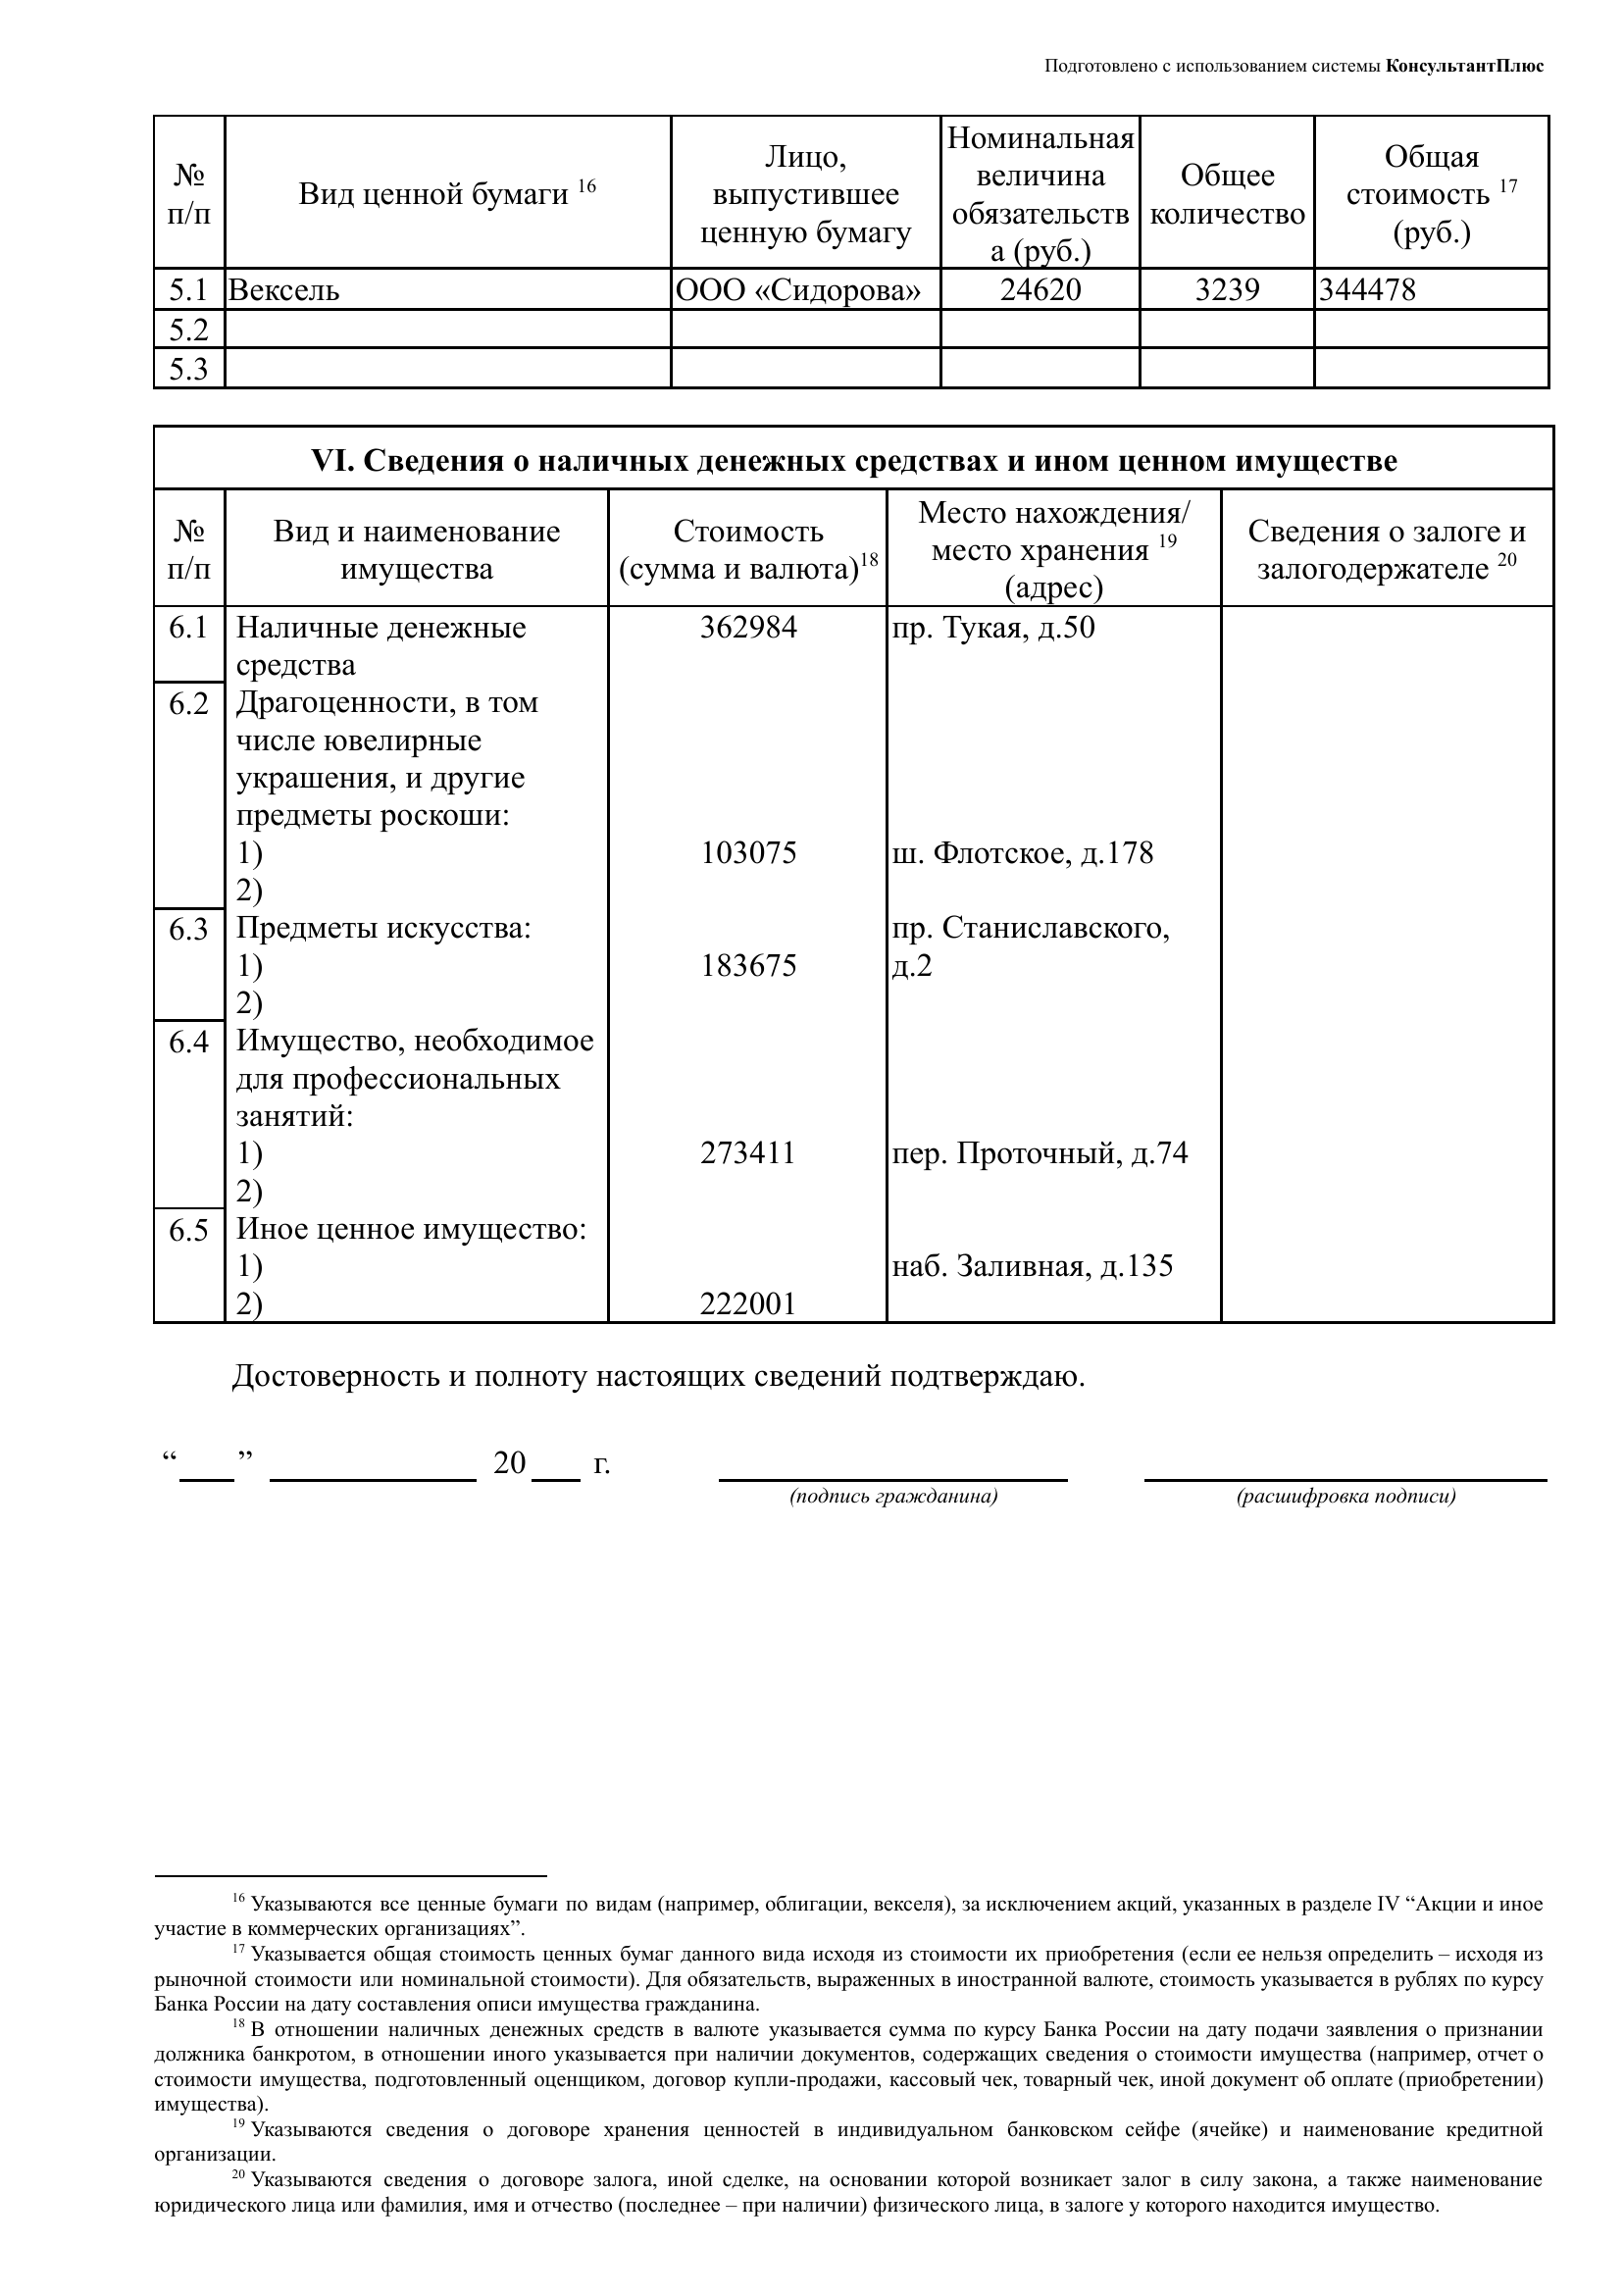 Подготовлено с использованием системы КонсультантПлюс
№ п/п
Вид ценной бумаги 16
Лицо, выпустившее ценную бумагу
Номинальная величина обязательств а (руб.)
Общее количество
Общая стоимость 17 (руб.)
5.1 Вексель ООО «Сидорова» 24620 3239 344478
5.2
5.3
VI. Сведения о наличных денежных средствах и ином ценном имуществе
№ п/п
Вид и наименование имущества
Стоимость (сумма и валюта)18
Место нахождения/ место хранения 19 (адрес)
Сведения о залоге и залогодержателе 20
6.1 Наличные денежные 362984 пр. Тукая, д.50
средства
6.2 Драгоценности, в том
числе ювелирные
украшения, и другие
предметы роскоши:
1) 103075 ш. Флотское, д.178
2)
6.3 Предметы искусства: пр. Станиславского,
1) 183675 д.2
2)
6.4 Имущество, необходимое
для профессиональных
занятий:
1) 273411 пер. Проточный, д.74
2)
6.5 Иное ценное имущество:
1) наб. Заливная, д.135
2) 222001
Достоверность и полноту настоящих сведений подтверждаю.
“___” ____________ 20 ___ г.
(подпись гражданина) (расшифровка подписи)
16 Указываются все ценные бумаги по видам (например, облигации, векселя), за исключением акций, указанных в разделе IV “Акции и иное
участие в коммерческих организациях”.
17 Указывается общая стоимость ценных бумаг данного вида исходя из стоимости их приобретения (если ее нельзя определить – исходя из
рыночной стоимости или номинальной стоимости). Для обязательств, выраженных в иностранной валюте, стоимость указывается в рублях по курсу
Банка России на дату составления описи имущества гражданина.
18 В отношении наличных денежных средств в валюте указывается сумма по курсу Банка России на дату подачи заявления о признании
должника банкротом, в отношении иного указывается при наличии документов, содержащих сведения о стоимости имущества (например, отчет о
стоимости имущества, подготовленный оценщиком, договор купли-продажи, кассовый чек, товарный чек, иной документ об оплате (приобретении)
имущества).
19 Указываются сведения о договоре хранения ценностей в индивидуальном банковском сейфе (ячейке) и наименование кредитной
организации.
20 Указываются сведения о договоре залога, иной сделке, на основании которой возникает залог в силу закона, а также наименование
юридического лица или фамилия, имя и отчество (последнее – при наличии) физического лица, в залоге у которого находится имущество.